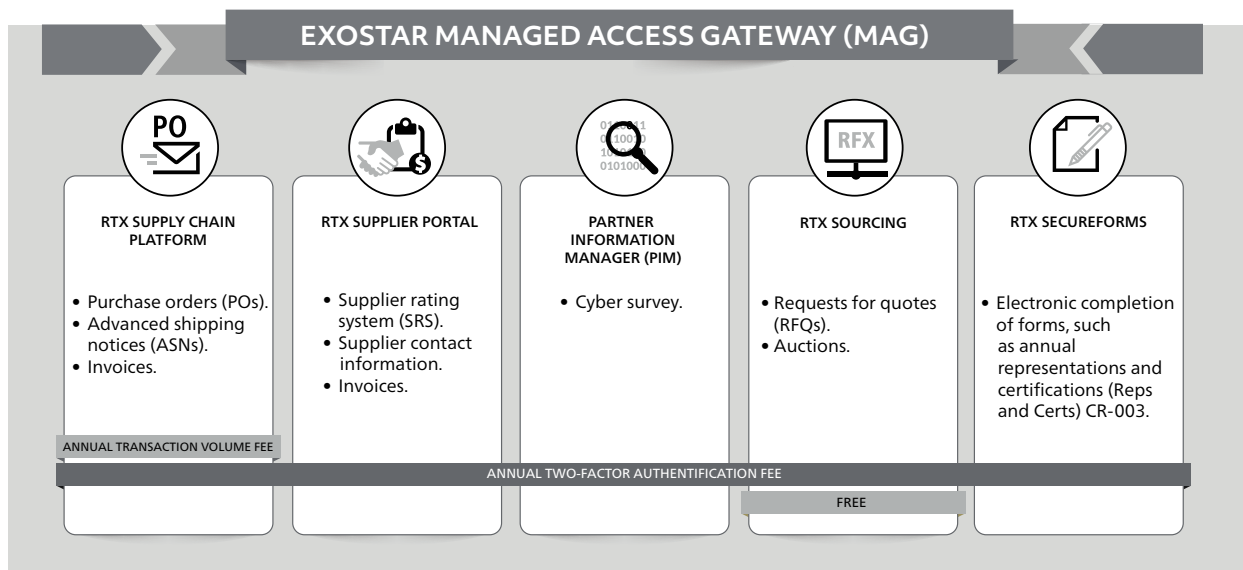 EXOSTAR MANAGED ACCESS GATEWAY (MAG)
PO
RTX SUPPLY CHAIN
PLATFORM
• Purchase orders (POs).
• Advanced shipping
notices (ASNs).
• Invoices.
$
RTX SUPPLIER PORTAL
• Supplier rating
system (SRS).
• Supplier contact
information.
• Invoices.
PARTNER
INFORMATION
MANAGER (PIM)
• Cyber survey.
RFX
RTX SOURCING
• Requests for quotes
(RFQs).
• Auctions.
RTX SECUREFORMS
• Electronic completion
of forms, such
as annual
representations and
certifications (Reps
and Certs) CR-003.
ANNUAL TRANSACTION VOLUME FEE
ANNUAL TWO-FACTOR AUTHENTIFICATION FEE
FREE